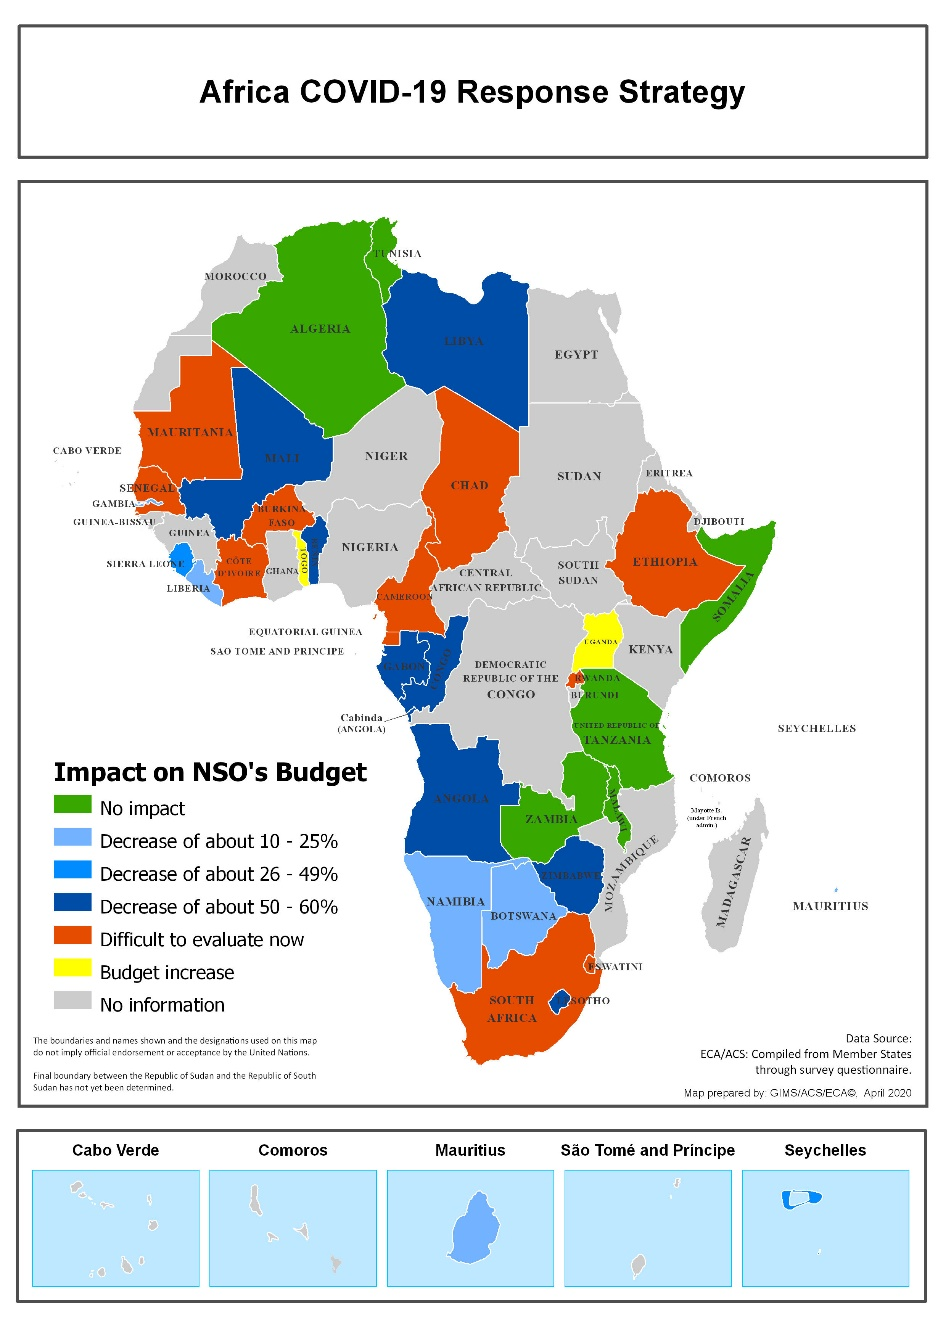 Africa COVID-19 Response Strategy
TUNISIA
MOROCCO
ALGERIA
LIBYA
EGYPT
MAURITANIA
CABO VERDE
MALI
NIGER
SUDAN
ERITREA
SENEGAL
CHAD
GAMBIA
BURKINA
FASO
GUINEA-BISSAU
DJIBOUTI
GUINEA
NIGERIA
SIERRA LEONE
CÔTE
D'IVOIRE
GHANA
TOGO
ETHIOPIA
CENTRAL
AFRICAN REPUBLIC
SOUTH
SUDAN
LIBERIA
CAMEROON
SOMALIA
EQUATORIAL GUINEA
UGANDA
SAO TOME AND PRINCIPE
KENYA
GABON
CONGO
DEMOCRATIC
REPUBLIC OF THE
CONGO
RWANDA
BURUNDI
Cabinda
(ANGOLA)
UNITED REPUBLIC OF
TANZANIA
SEYCHELLES
COMOROS
ANGOLA
MALAWI
Mayotte Is.
(under French
admin.)
ZAMBIA
MOZAMBIQUE
MADAGASCAR
ZIMBABWE
NAMIBIA
BOTSWANA
MAURITIUS
ESWATINI
SOUTH
AFRICA
LESOTHO
Impact on NSO's Budget
No impact
Decrease of about 10 - 25%
Decrease of about 26 - 49%
Decrease of about 50 - 60%
Difficult to evaluate now
Budget increase
No information
The boundaries and names shown and the designations used on this map
do not imply official endorsement or acceptance by the United Nations.
Final boundary between the Republic of Sudan and the Republic of South
Sudan has not yet been determined.
Data Source:
ECA/ACS: Compiled from Member States
through survey questionnaire.
Map prepared by: GIMS/ACS/ECA©, April 2020
Cabo Verde
Comoros
Mauritius
São Tomé and Príncipe
Seychelles